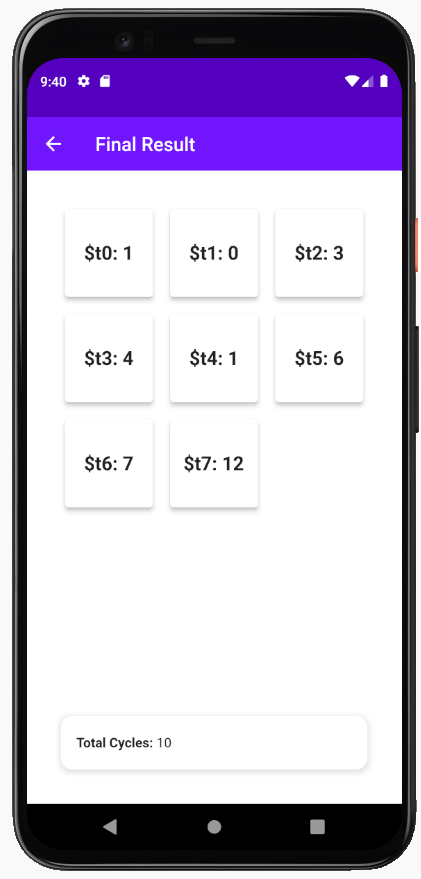 9:40
Final Result
$t0: 1 $t1: 0 $t2: 3
$t3: 4 $t4: 1 $t5: 6
$t6: 7 $t7: 12
Total Cycles: 10